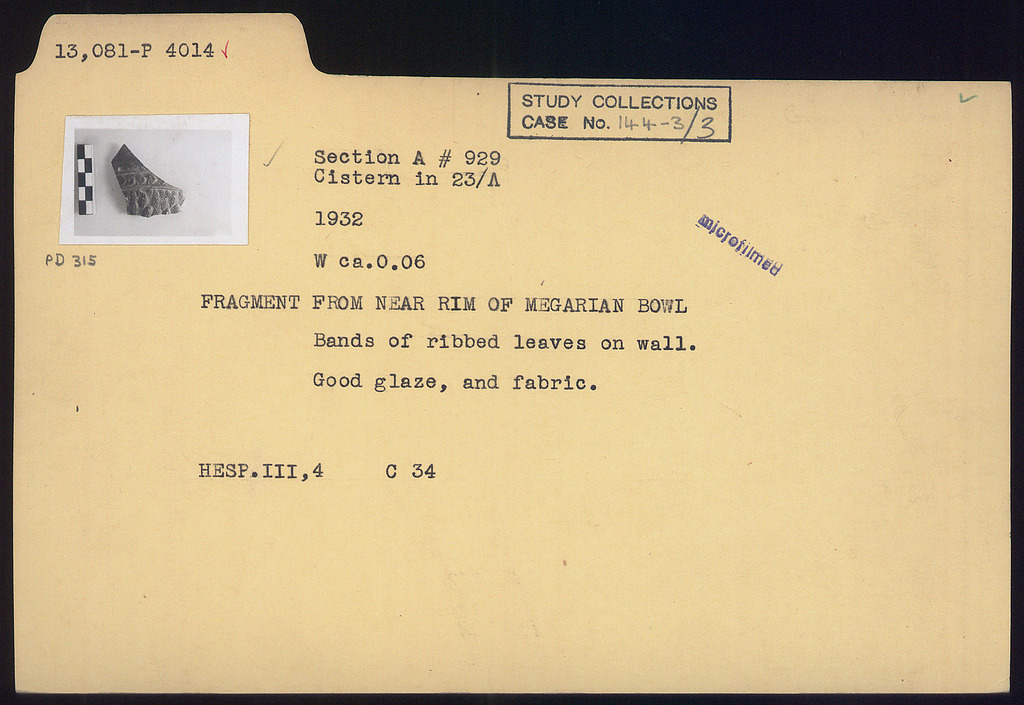 13,081-P 4014
STUDY COLLECTIONS
CASE No. 144-3/3
Section A # 929
Cistern in 23/Λ
1932
microfilmed
W ca.0.06
PD 315
FRAGMENT FROM NEAR RIM OF MEGARIAN BOWL
Bands of ribbed leaves on wall.
Good glaze, and fabric.
HESP.III,4 C 34